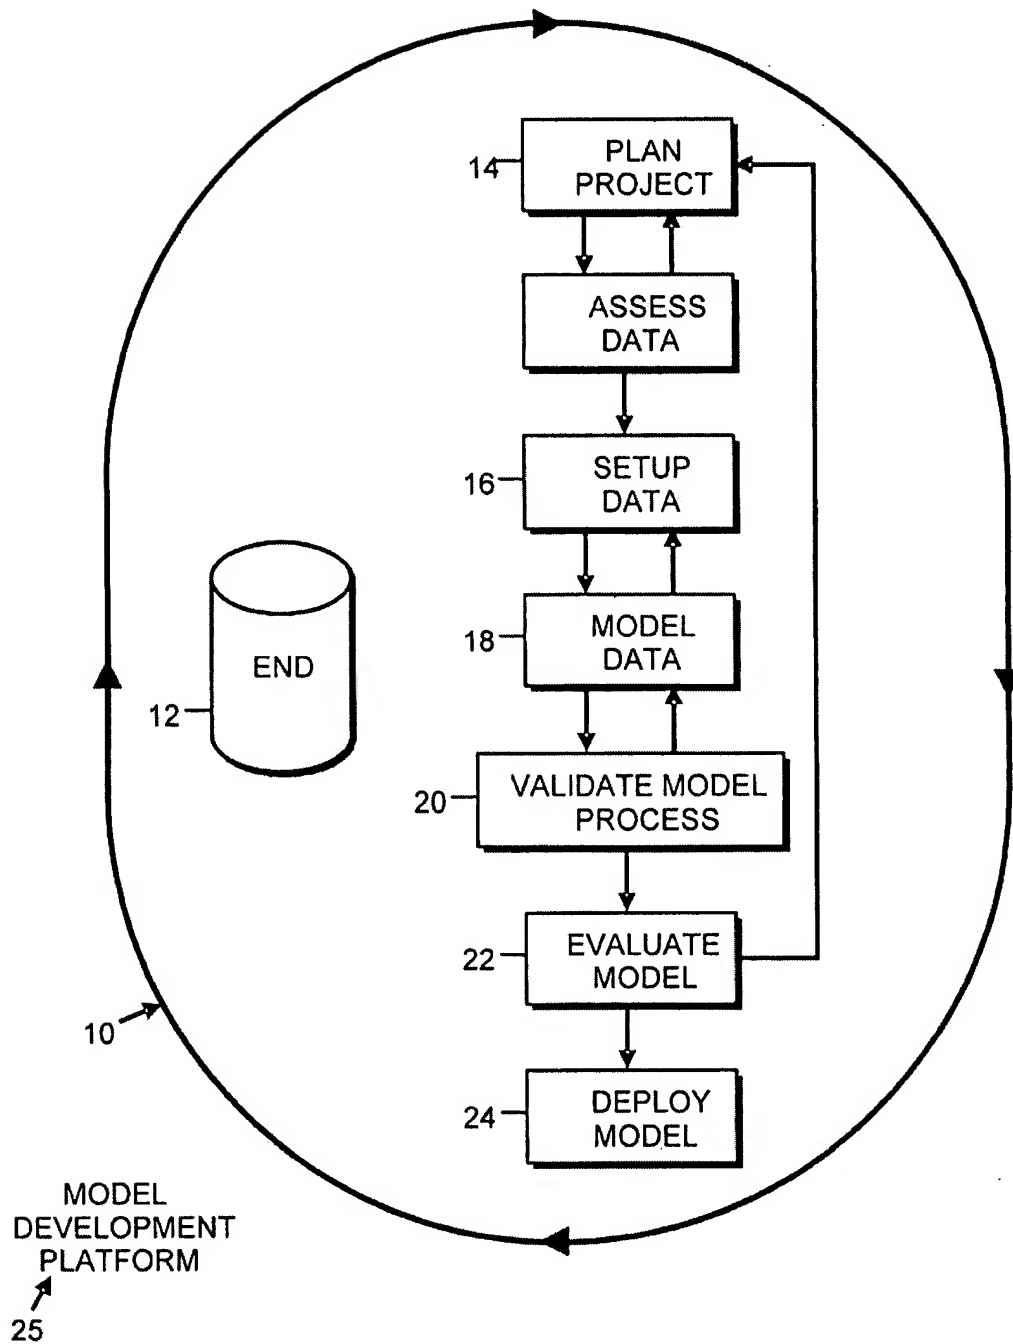 14
PLAN
PROJECT
ASSESS
DATA
16
SETUP
DATA
18
MODEL
DATA
END
12
20
VALIDATE MODEL
PROCESS
22
EVALUATE
MODEL
10
24
DEPLOY
MODEL
MODEL
DEVELOPMENT
PLATFORM
25